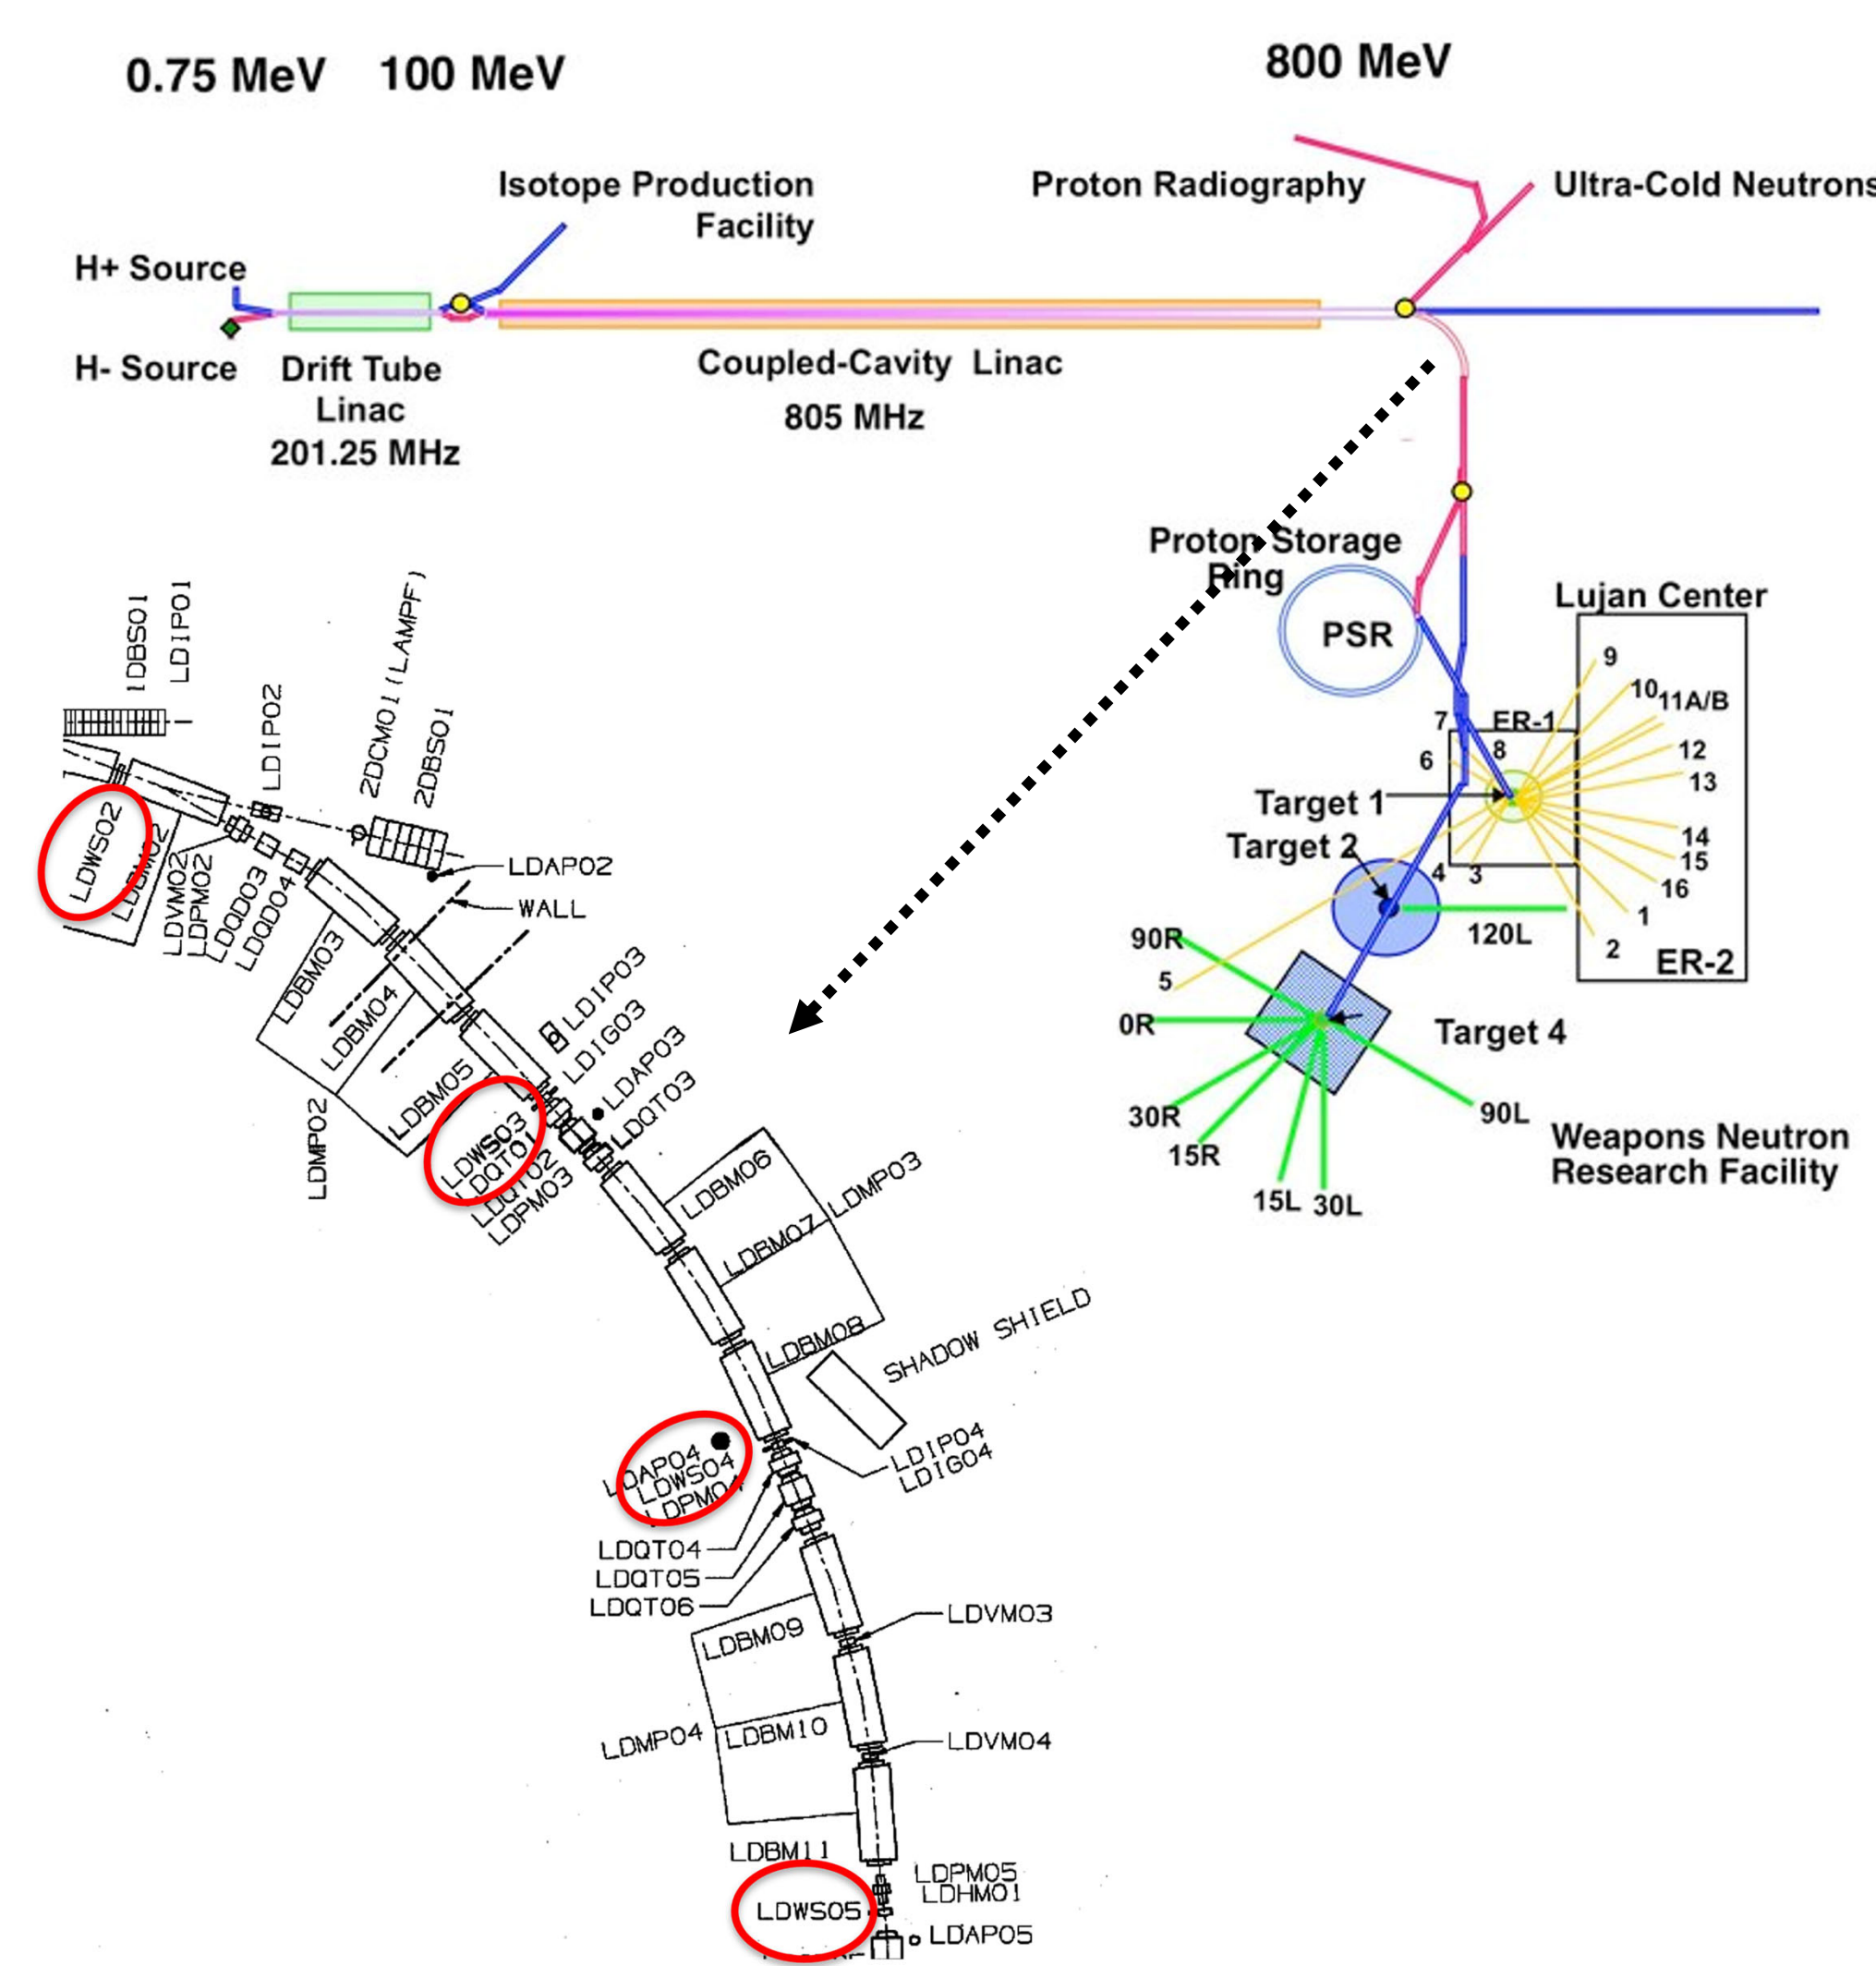 0.75 MeV
100 MeV
800 MeV
Isotope Production
Facility
Proton Radiography
Ultra-Cold Neutrons
H+ Source
H- Source
Drift Tube
Linac
201.25 MHz
Coupled-Cavity Linac
805 MHz
Proton Storage
Ring
PSR
Lujan Center
9
10
11A/B
7
ER-1
8
12
6
13
Target 1
14
Target 2
15
4
3
16
1
120L
2
ER-2
90R
5
0R
Target 4
30R
90L
15R
Weapons Neutron
Research Facility
15L
30L
1DBS01
LDIP01
LDIP02
2DCM01(LAMPF)
2DBS01
LDWS02
LDBM02
LDVM02
LDPM02
LDQD03
LDQD04
LDAP02
WALL
LDBM03
LDBM04
LDBM05
LDMP02
LDIP03
LDIG03
LDAP03
LDQT03
LDWS03
LDQT01
LDQT02
LDPM03
LDBM06
LDBM07
LDMP03
LDBM08
SHADOW SHIELD
LDAP04
LDWS04
LDPM04
LDIP04
LDIG04
LDQT04
LDQT05
LDQT06
LDBM09
LDVM03
LDMP04
LDBM10
LDVM04
LDBM11
LDPM05
LDHM01
LDWS05
LDAP05